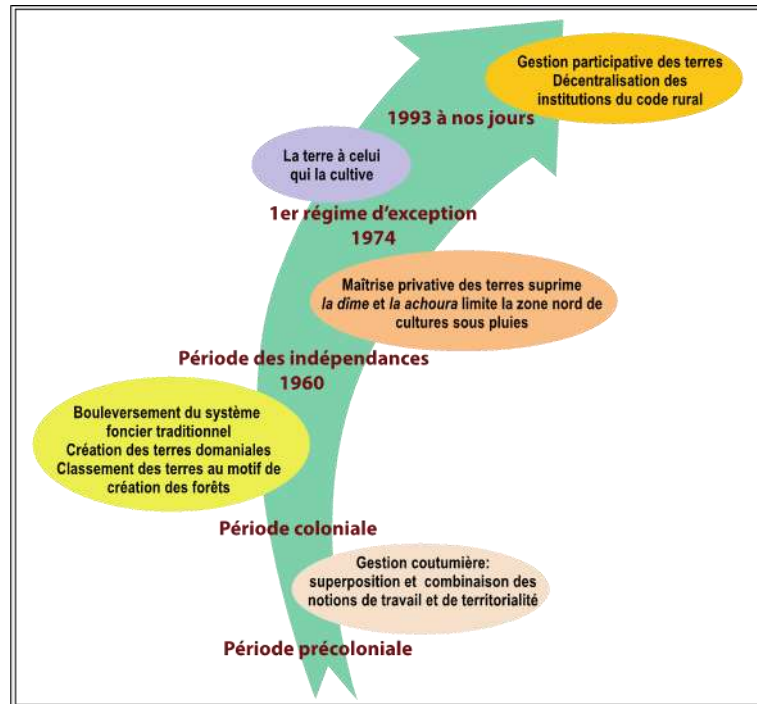 Gestion participative des terres
Décentralisation des
institutions du code rural
1993 à nos jours
La terre à celui
qui la cultive
1er régime d'exception
1974
Maîtrise privative des terres suprime
la dîme et la achoura limite la zone nord de
cultures sous pluies
Période des indépendances
1960
Bouleversement du système
foncier traditionnel
Création des terres domaniales
Classement des terres au motif de
création des forêts
Période coloniale
Gestion coutumière:
superposition et combinaison des
notions de travail et de territorialité
Période précoloniale